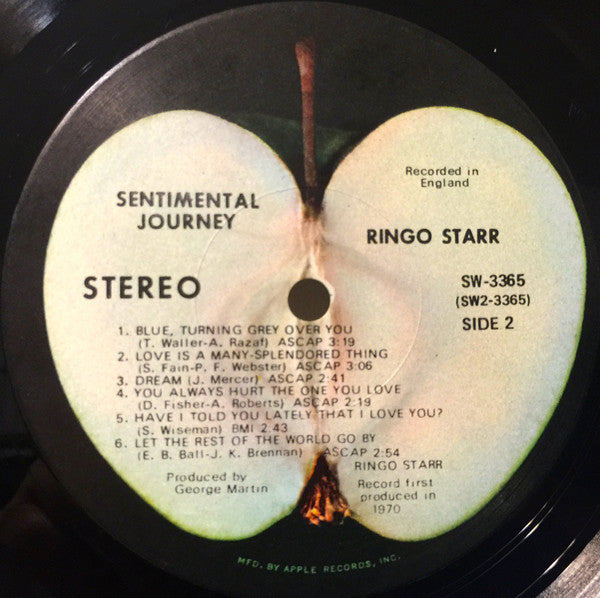 SENTIMENTAL
JOURNEY
STEREO
Recorded in
England
RINGO STARR
SW-3365
(SW2-3365)
SIDE 2
1. BLUE, TURNING GREY OVER YOU
(T. Waller-A. Razaf) ASCAP 3:19
2. LOVE IS A MANY-SPLENDORED THING
(S. Fain-P. F. Webster) ASCAP 3:06
3. DREAM (J. Mercer) ASCAP 2:41
4. YOU ALWAYS HURT THE ONE YOU LOVE
(D. Fisher-A. Roberts) ASCAP 2:19
5. HAVE I TOLD YOU LATELY THAT I LOVE YOU?
(S. Wiseman) BMI 2.43
6. LET THE REST OF THE WORLD GO BY
(E. B. Ball-J. K. Brennan) ASCAP 2:54
RINGO STARR
Produced by
George Martin
Record first
produced in
1970
MFD. BY APPLE RECORDS, INC.